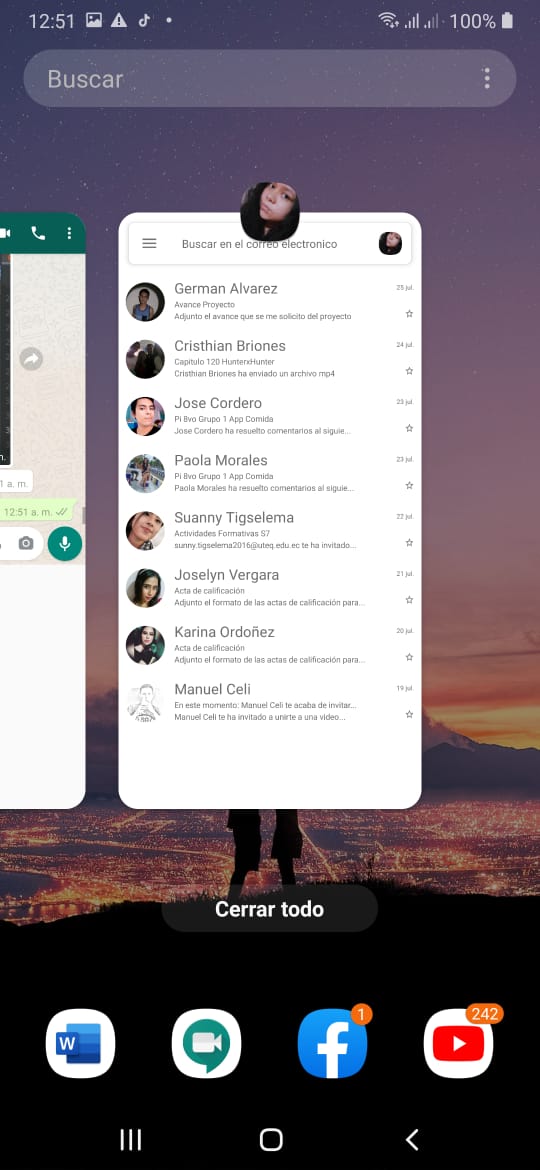 12:51
100%
Buscar
Buscar en el correo electronico
German Alvarez
25 jul.
Avance Proyecto
Adjunto el avance que se me solicito del proyecto
Cristhian Briones
24 jul.
Capitulo 120 HunterxHunter
Cristhian Briones ha enviado un archivo mp4
Jose Cordero
23 jul.
Pi 8vo Grupo 1 App Comida
Jose Cordero ha resuelto comentarios al siguie...
Paola Morales
23 jul.
Pi 8vo Grupo 1 App Comida
Paola Morales ha resuelto comentarios al siguie...
1 a. m.
12:51 a. m.
Suanny Tigselema
22 jul.
Actividades Formativas S7
sunny.tigselema2016@uteq.edu.ec te ha invitado...
Joselyn Vergara
21 jul.
Acta de calificación
Adjunto el formato de las actas de calificación para...
Karina Ordoñez
20 jul.
Acta de calificación
Adjunto el formato de las actas de calificación para...
Manuel Celi
19 jul.
En este momento: Manuel Celi te acaba de invitar...
Manuel Celi te ha invitado a unirte a una video...
Cerrar todo
W
1
242